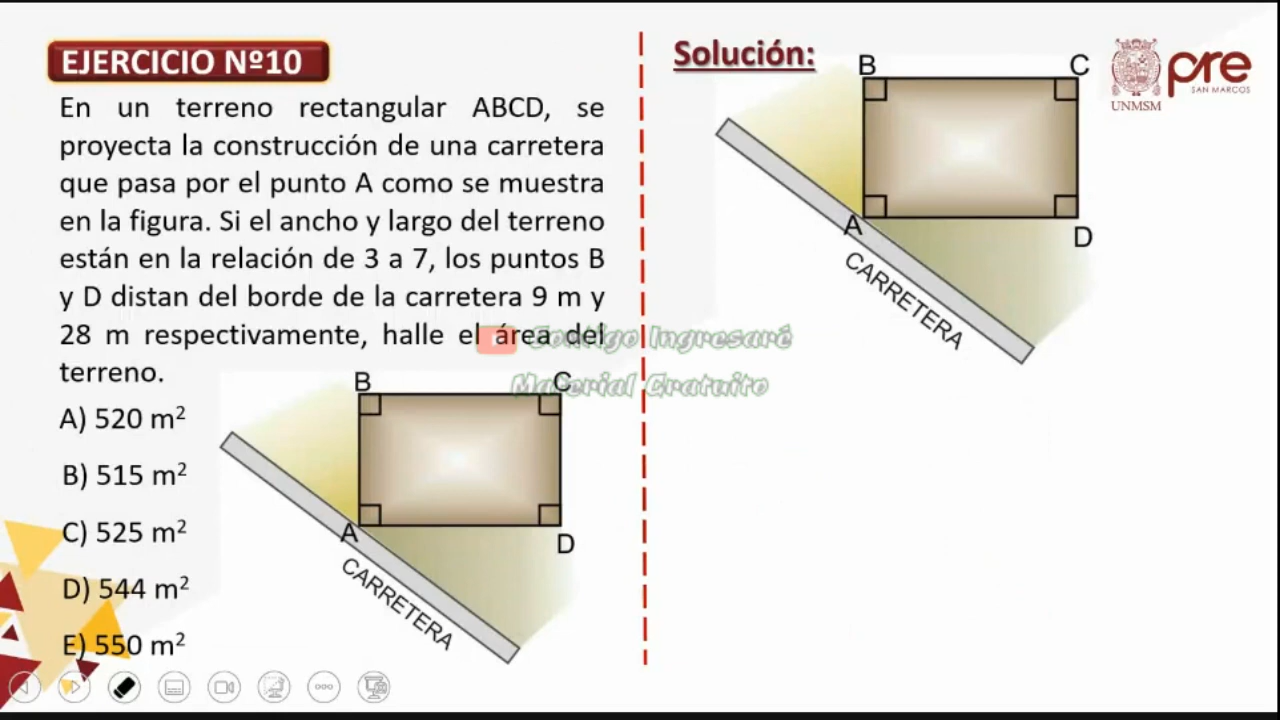 EJERCICIO Nº10
En un terreno rectangular ABCD, se
proyecta la construcción de una carretera
que pasa por el punto A como se muestra
en la figura. Si el ancho y largo del terreno
están en la relación de 3 a 7, los puntos B
y D distan del borde de la carretera 9 m y
28 m respectivamente, halle el área del
terreno.
A) 520 m²
B) 515 m²
C) 525 m²
D) 544 m²
E) 550 m²
B
C
A
D
CARRETERA
Solución:
B
C
A
D
CARRETERA
UNMSM
pre
SAN MARCOS
Contigo Ingresaré
Material Gratuito